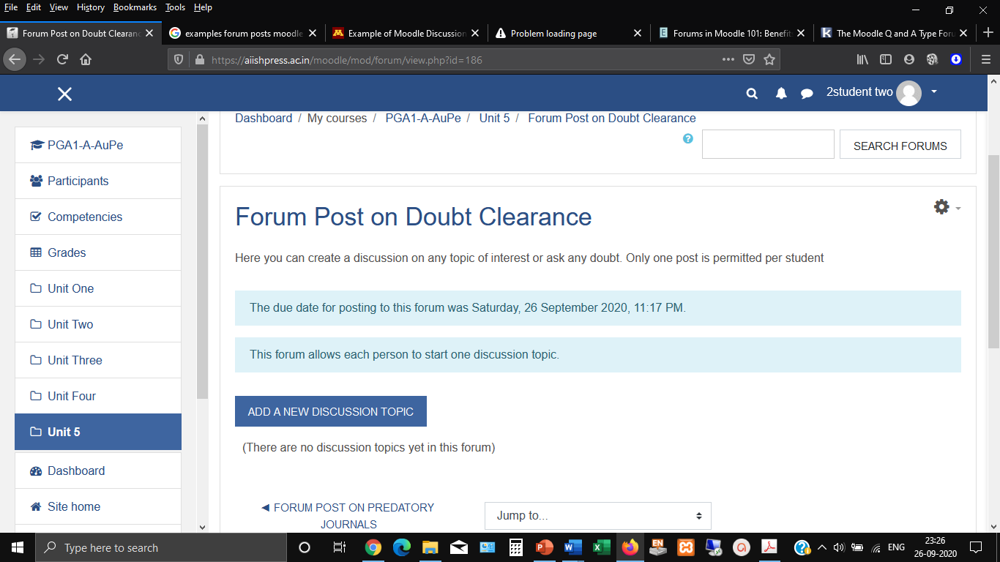 File Edit View History Bookmarks Tools Help
Forum Post on Doubt Clearanc
examples forum posts moodle
Example of Moodle Discussion
Problem loading page
Forums in Moodle 101: Benefit
The Moodle Q and A Type Foru
https://aiishpress.ac.in/moodle/mod/forum/view.php?id=186
2student two
Dashboard / My courses / PGA1-A-AuPe / Unit 5 / Forum Post on Doubt Clearance
SEARCH FORUMS
PGA1-A-AuPe
Participants
Competencies
Grades
Unit One
Unit Two
Unit Three
Unit Four
Unit 5
Dashboard
Site home
Forum Post on Doubt Clearance
Here you can create a discussion on any topic of interest or ask any doubt. Only one post is permitted per student
The due date for posting to this forum was Saturday, 26 September 2020, 11:17 PM.
This forum allows each person to start one discussion topic.
ADD A NEW DISCUSSION TOPIC
(There are no discussion topics yet in this forum)
◄ FORUM POST ON PREDATORY
JOURNALS
Jump to...
Type here to search
EN
ENG
23:26
26-09-2020